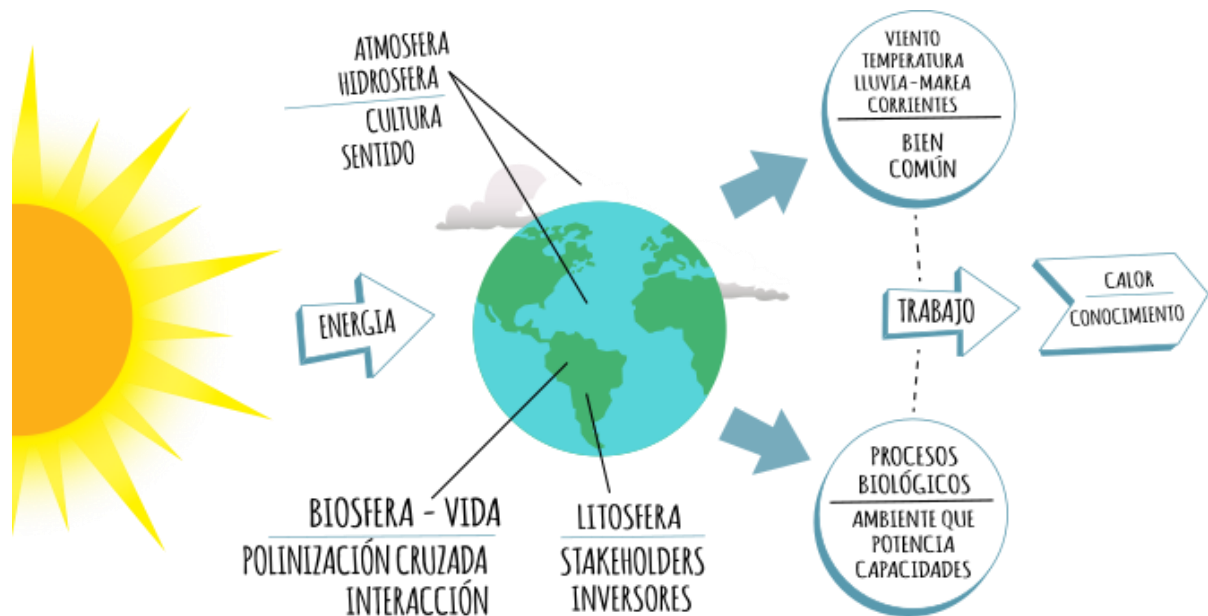 ATMOSFERA
HIDROSFERA
CULTURA
SENTIDO
ENERGIA
BIOSFERA - VIDA
POLINIZACIÓN CRUZADA
INTERACCIÓN
LITOSFERA
STAKEHOLDERS
INVERSORES
VIENTO
TEMPERATURA
LLUVIA-MAREA
CORRIENTES
BIEN
COMÚN
TRABAJO
CALOR
CONOCIMIENTO
PROCESOS
BIOLÓGICOS
AMBIENTE QUE
POTENCIA
CAPACIDADES